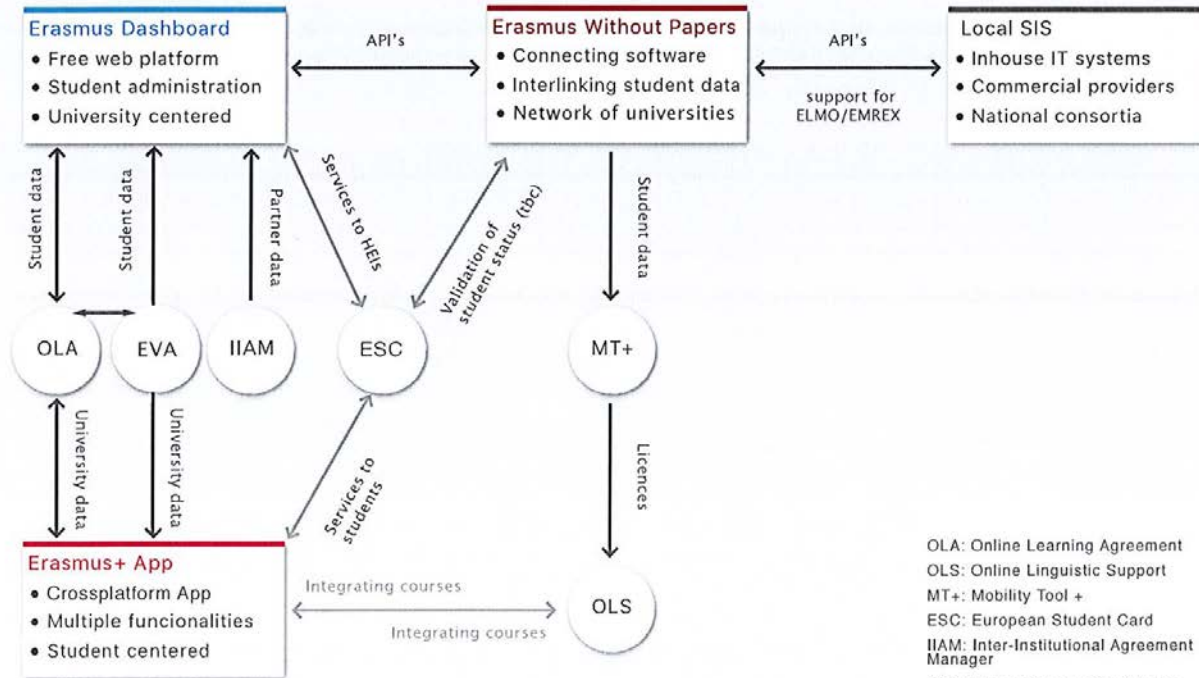 Erasmus Dashboard
• Free web platform
• Student administration
• University centered
API's
Erasmus Without Papers
• Connecting software
• Interlinking student data
• Network of universities
API's
support for
ELMO/EMREX
Local SIS
• Inhouse IT systems
• Commercial providers
• National consortia
Student data
Student data
Partner data
Services to HEIs
Validation of
student status (tbc)
Student data
OLA
EVA
IIAM
ESC
MT+
University data
University data
Services to
students
Licences
Erasmus+ App
• Crossplatform App
• Multiple funcionalities
• Student centered
Integrating courses
Integrating courses
OLS
OLA: Online Learning Agreement
OLS: Online Linguistic Support
MT+: Mobility Tool +
ESC: European Student Card
IIAM: Inter-Institutional Agreement
Manager